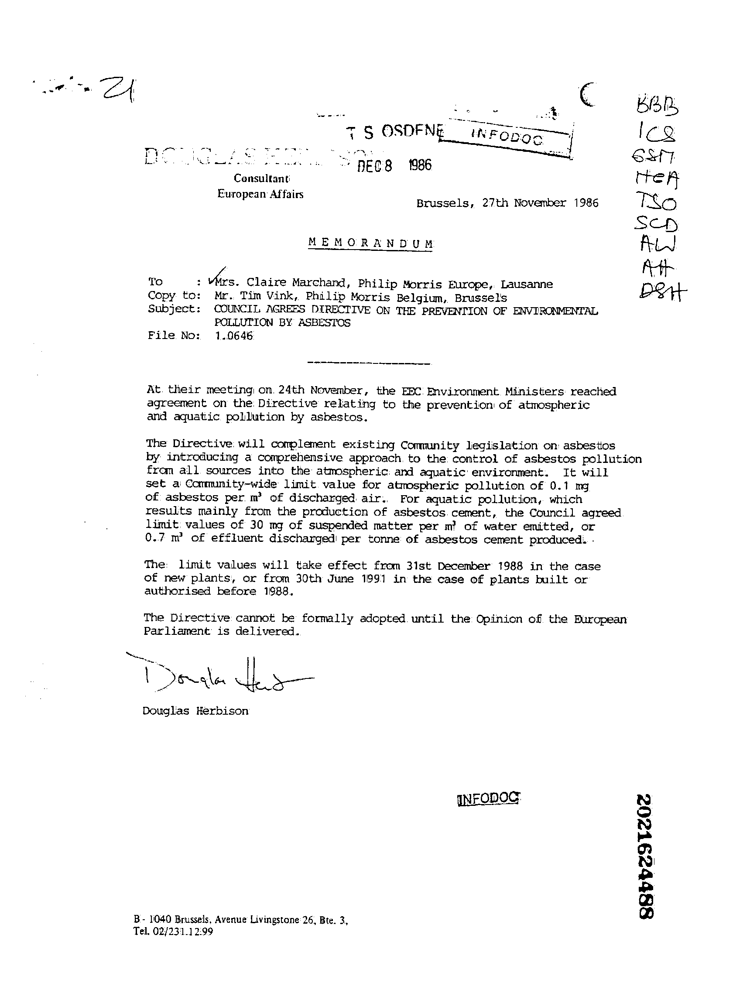 21
T S OSDENE INFODOC
DEC 8 1986
DOUGLAS HERBISON
Consultant
European Affairs
Brussels, 27th November 1986
BBB
ICS
GSM
HEA
TSO
SCD
AW
AH
DSH
MEMORANDUM
To : Mrs. Claire Marchand, Philip Morris Europe, Lausanne
Copy to: Mr. Tim Vink, Philip Morris Belgium, Brussels
Subject: COUNCIL AGREES DIRECTIVE ON THE PREVENTION OF ENVIRONMENTAL
POLLUTION BY ASBESTOS
File No: 1.0646
At their meeting on 24th November, the EEC Environment Ministers reached
agreement on the Directive relating to the prevention of atmospheric
and aquatic pollution by asbestos.
The Directive will complement existing Community legislation on asbestos
by introducing a comprehensive approach to the control of asbestos pollution
from all sources into the atmospheric and aquatic environment. It will
set a Community-wide limit value for atmospheric pollution of 0.1 mg
of asbestos per m³ of discharged air. For aquatic pollution, which
results mainly from the production of asbestos cement, the Council agreed
limit values of 30 mg of suspended matter per m³ of water emitted, or
0.7 m³ of effluent discharged per tonne of asbestos cement produced.
The limit values will take effect from 31st December 1988 in the case
of new plants, or from 30th June 1991 in the case of plants built or
authorised before 1988.
The Directive cannot be formally adopted until the Opinion of the European
Parliament is delivered.
Douglas Herbison
INFODOC
2021624488
B - 1040 Brussels, Avenue Livingstone 26, Bte. 3,
Tel. 02/231.12.99